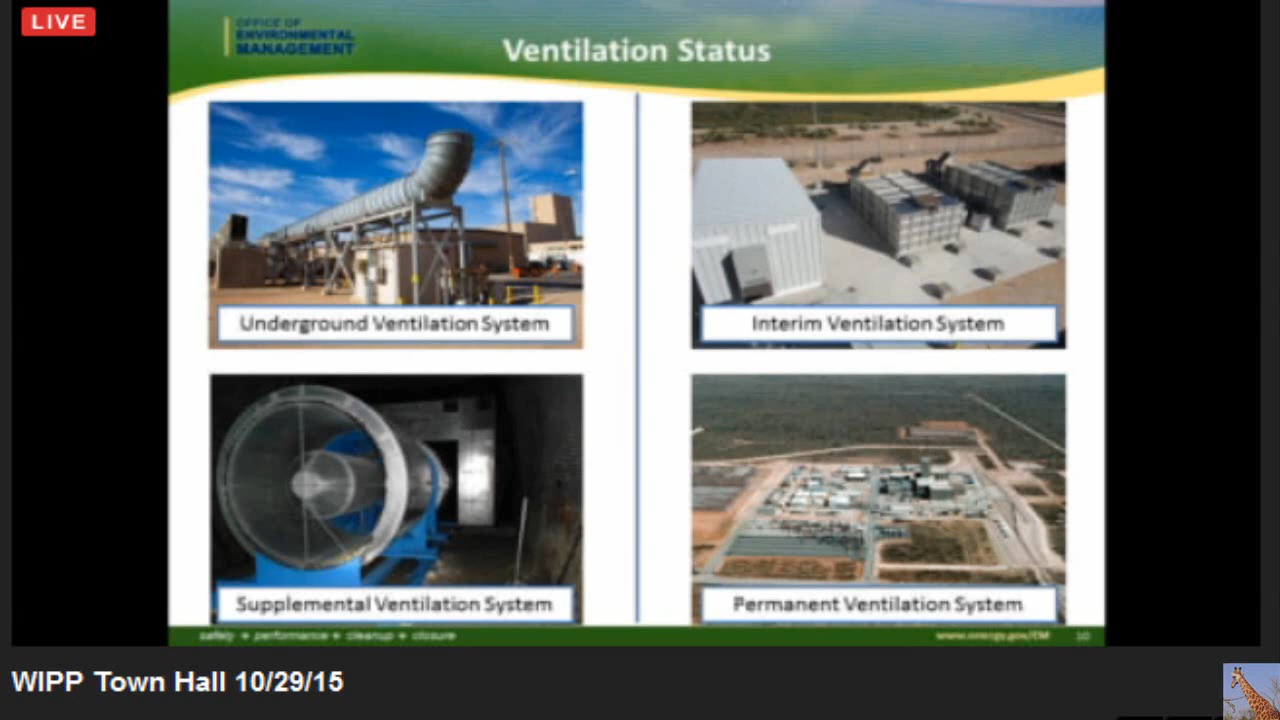 LIVE
OFFICE OF
ENVIRONMENTAL
MANAGEMENT
Ventilation Status
Underground Ventilation System
Interim Ventilation System
Supplemental Ventilation System
Permanent Ventilation System
safely + performance + cleanup + closure
www.energy.gov/EM
10
WIPP Town Hall 10/29/15